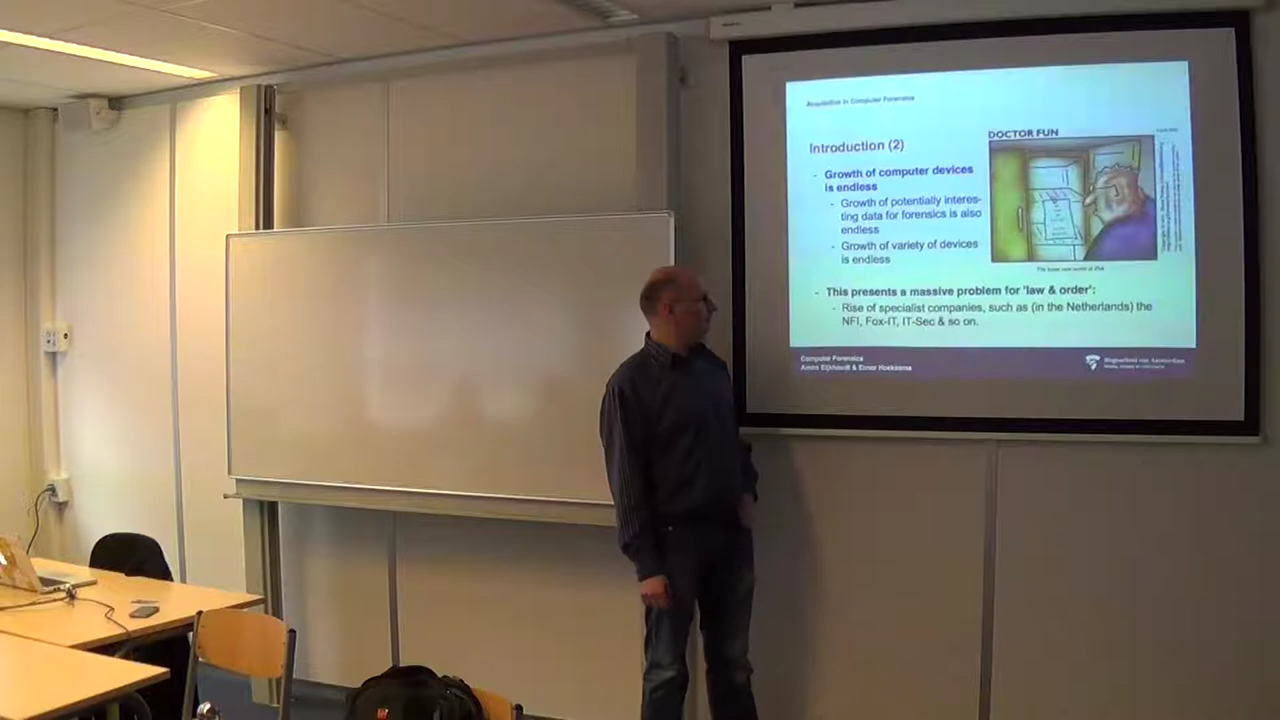 Acquisition in Computer Forensics
Introduction (2)
DOCTOR FUN
- Growth of computer devices
is endless
- Growth of potentially interes-
ting data for forensics is also
endless
- Growth of variety of devices
is endless
- This presents a massive problem for 'law & order':
- Rise of specialist companies, such as (in the Netherlands) the
NFI, Fox-IT, IT-Sec & so on.
Computer Forensics
Hogeschool van Amsterdam